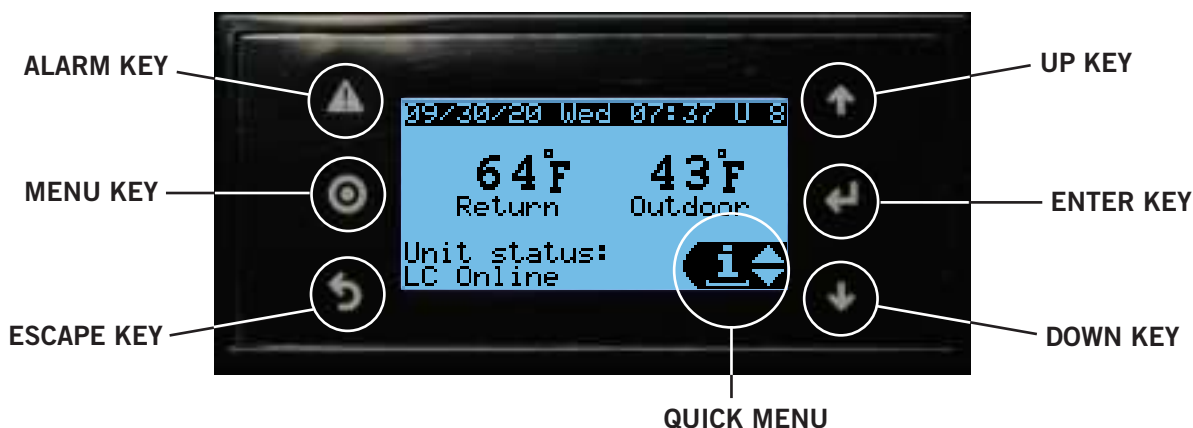 ALARM KEY
UP KEY
09/30/20 Wed 07:37 U 8
64°F 43°F
Return Outdoor
MENU KEY
ENTER KEY
Unit status:
LC Online
i
ESCAPE KEY
DOWN KEY
QUICK MENU